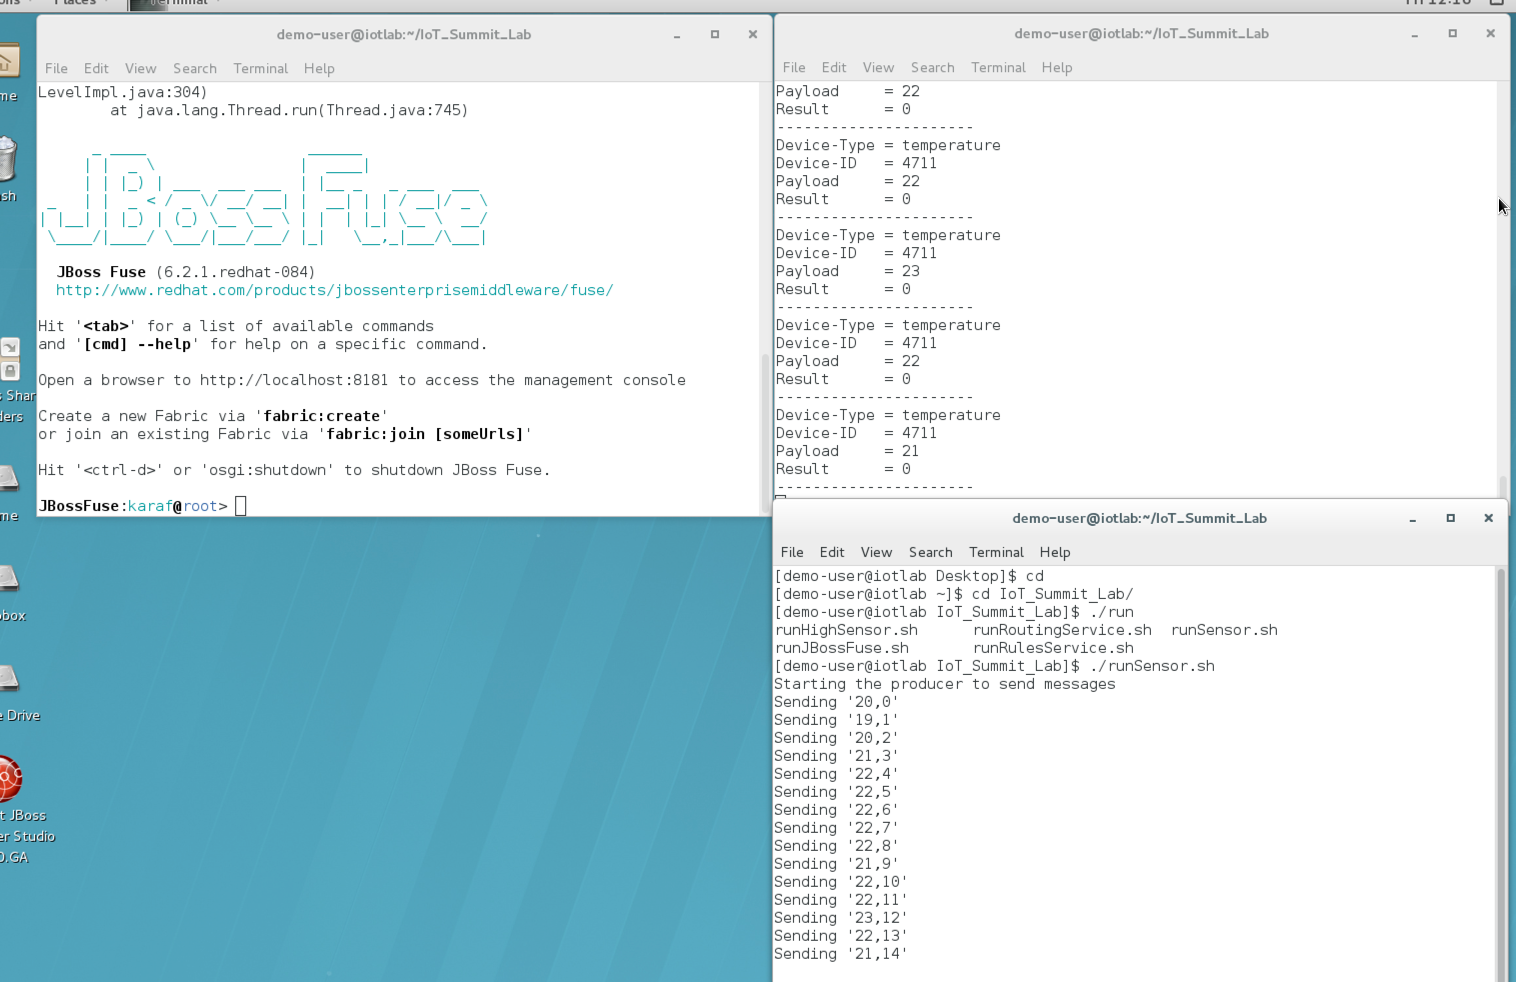 Places
Terminal
demo-user@iotlab:~/IoT_Summit_Lab
File Edit View Search Terminal Help
LevelImpl.java:304)
at java.lang.Thread.run(Thread.java:745)
JBoss Fuse
JBoss Fuse (6.2.1.redhat-084)
http://www.redhat.com/products/jbossenterprisemiddleware/fuse/
Hit '<tab>' for a list of available commands
and '[cmd] --help' for help on a specific command.
Open a browser to http://localhost:8181 to access the management console
Create a new Fabric via 'fabric:create'
or join an existing Fabric via 'fabric:join [someUrls]'
Hit '<ctrl-d>' or 'osgi:shutdown' to shutdown JBoss Fuse.
JBossFuse:karaf@root>
demo-user@iotlab:~/IoT_Summit_Lab
File Edit View Search Terminal Help
Payload = 22
Result = 0
----------------------
Device-Type = temperature
Device-ID = 4711
Payload = 22
Result = 0
----------------------
Device-Type = temperature
Device-ID = 4711
Payload = 23
Result = 0
----------------------
Device-Type = temperature
Device-ID = 4711
Payload = 22
Result = 0
----------------------
Device-Type = temperature
Device-ID = 4711
Payload = 21
Result = 0
----------------------
demo-user@iotlab:~/IoT_Summit_Lab
File Edit View Search Terminal Help
[demo-user@iotlab Desktop]$ cd
[demo-user@iotlab ~]$ cd IoT_Summit_Lab/
[demo-user@iotlab IoT_Summit_Lab]$ ./run
runHighSensor.sh runRoutingService.sh runSensor.sh
runJBossFuse.sh runRulesService.sh
[demo-user@iotlab IoT_Summit_Lab]$ ./runSensor.sh
Starting the producer to send messages
Sending '20,0'
Sending '19,1'
Sending '20,2'
Sending '21,3'
Sending '22,4'
Sending '22,5'
Sending '22,6'
Sending '22,7'
Sending '22,8'
Sending '21,9'
Sending '22,10'
Sending '22,11'
Sending '23,12'
Sending '22,13'
Sending '21,14'
me
sh
s Shar
ders
me
box
e Drive
t JBoss
er Studio
0.GA